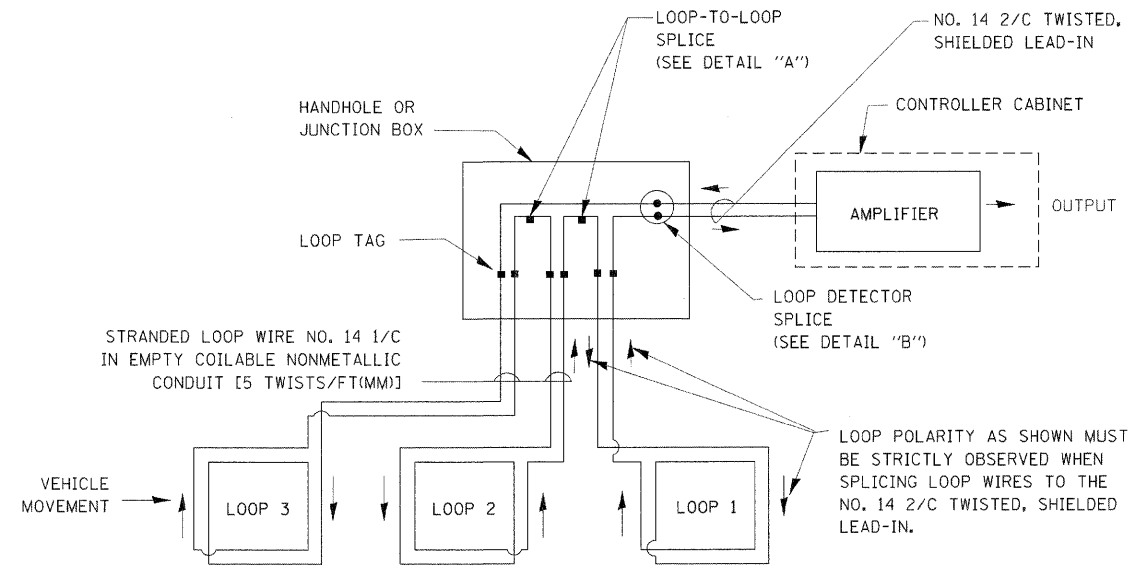 LOOP-TO-LOOP
SPLICE
(SEE DETAIL "A")
NO. 14 2/C TWISTED,
SHIELDED LEAD-IN
HANDHOLE OR
JUNCTION BOX
CONTROLLER CABINET
AMPLIFIER
OUTPUT
LOOP TAG
LOOP DETECTOR
SPLICE
(SEE DETAIL "B")
STRANDED LOOP WIRE NO. 14 1/C
IN EMPTY COILABLE NONMETALLIC
CONDUIT [5 TWISTS/FT(MM)]
LOOP POLARITY AS SHOWN MUST
BE STRICTLY OBSERVED WHEN
SPLICING LOOP WIRES TO THE
NO. 14 2/C TWISTED, SHIELDED
LEAD-IN.
VEHICLE
MOVEMENT
LOOP 3
LOOP 2
LOOP 1